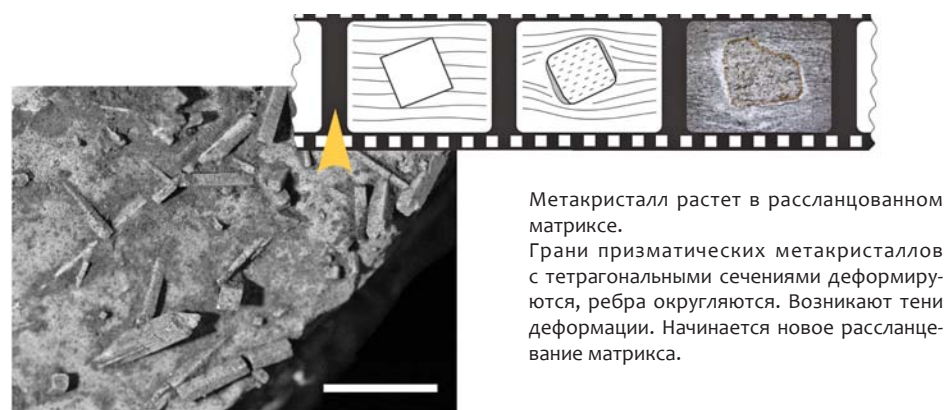 Метакристалл растет в рассланцованном
матриксе.
Грани призматических метакристаллов
с тетрагональными сечениями деформиру-
ются, ребра округляются. Возникают тени
деформации. Начинается новое рассланце-
вание матрикса.